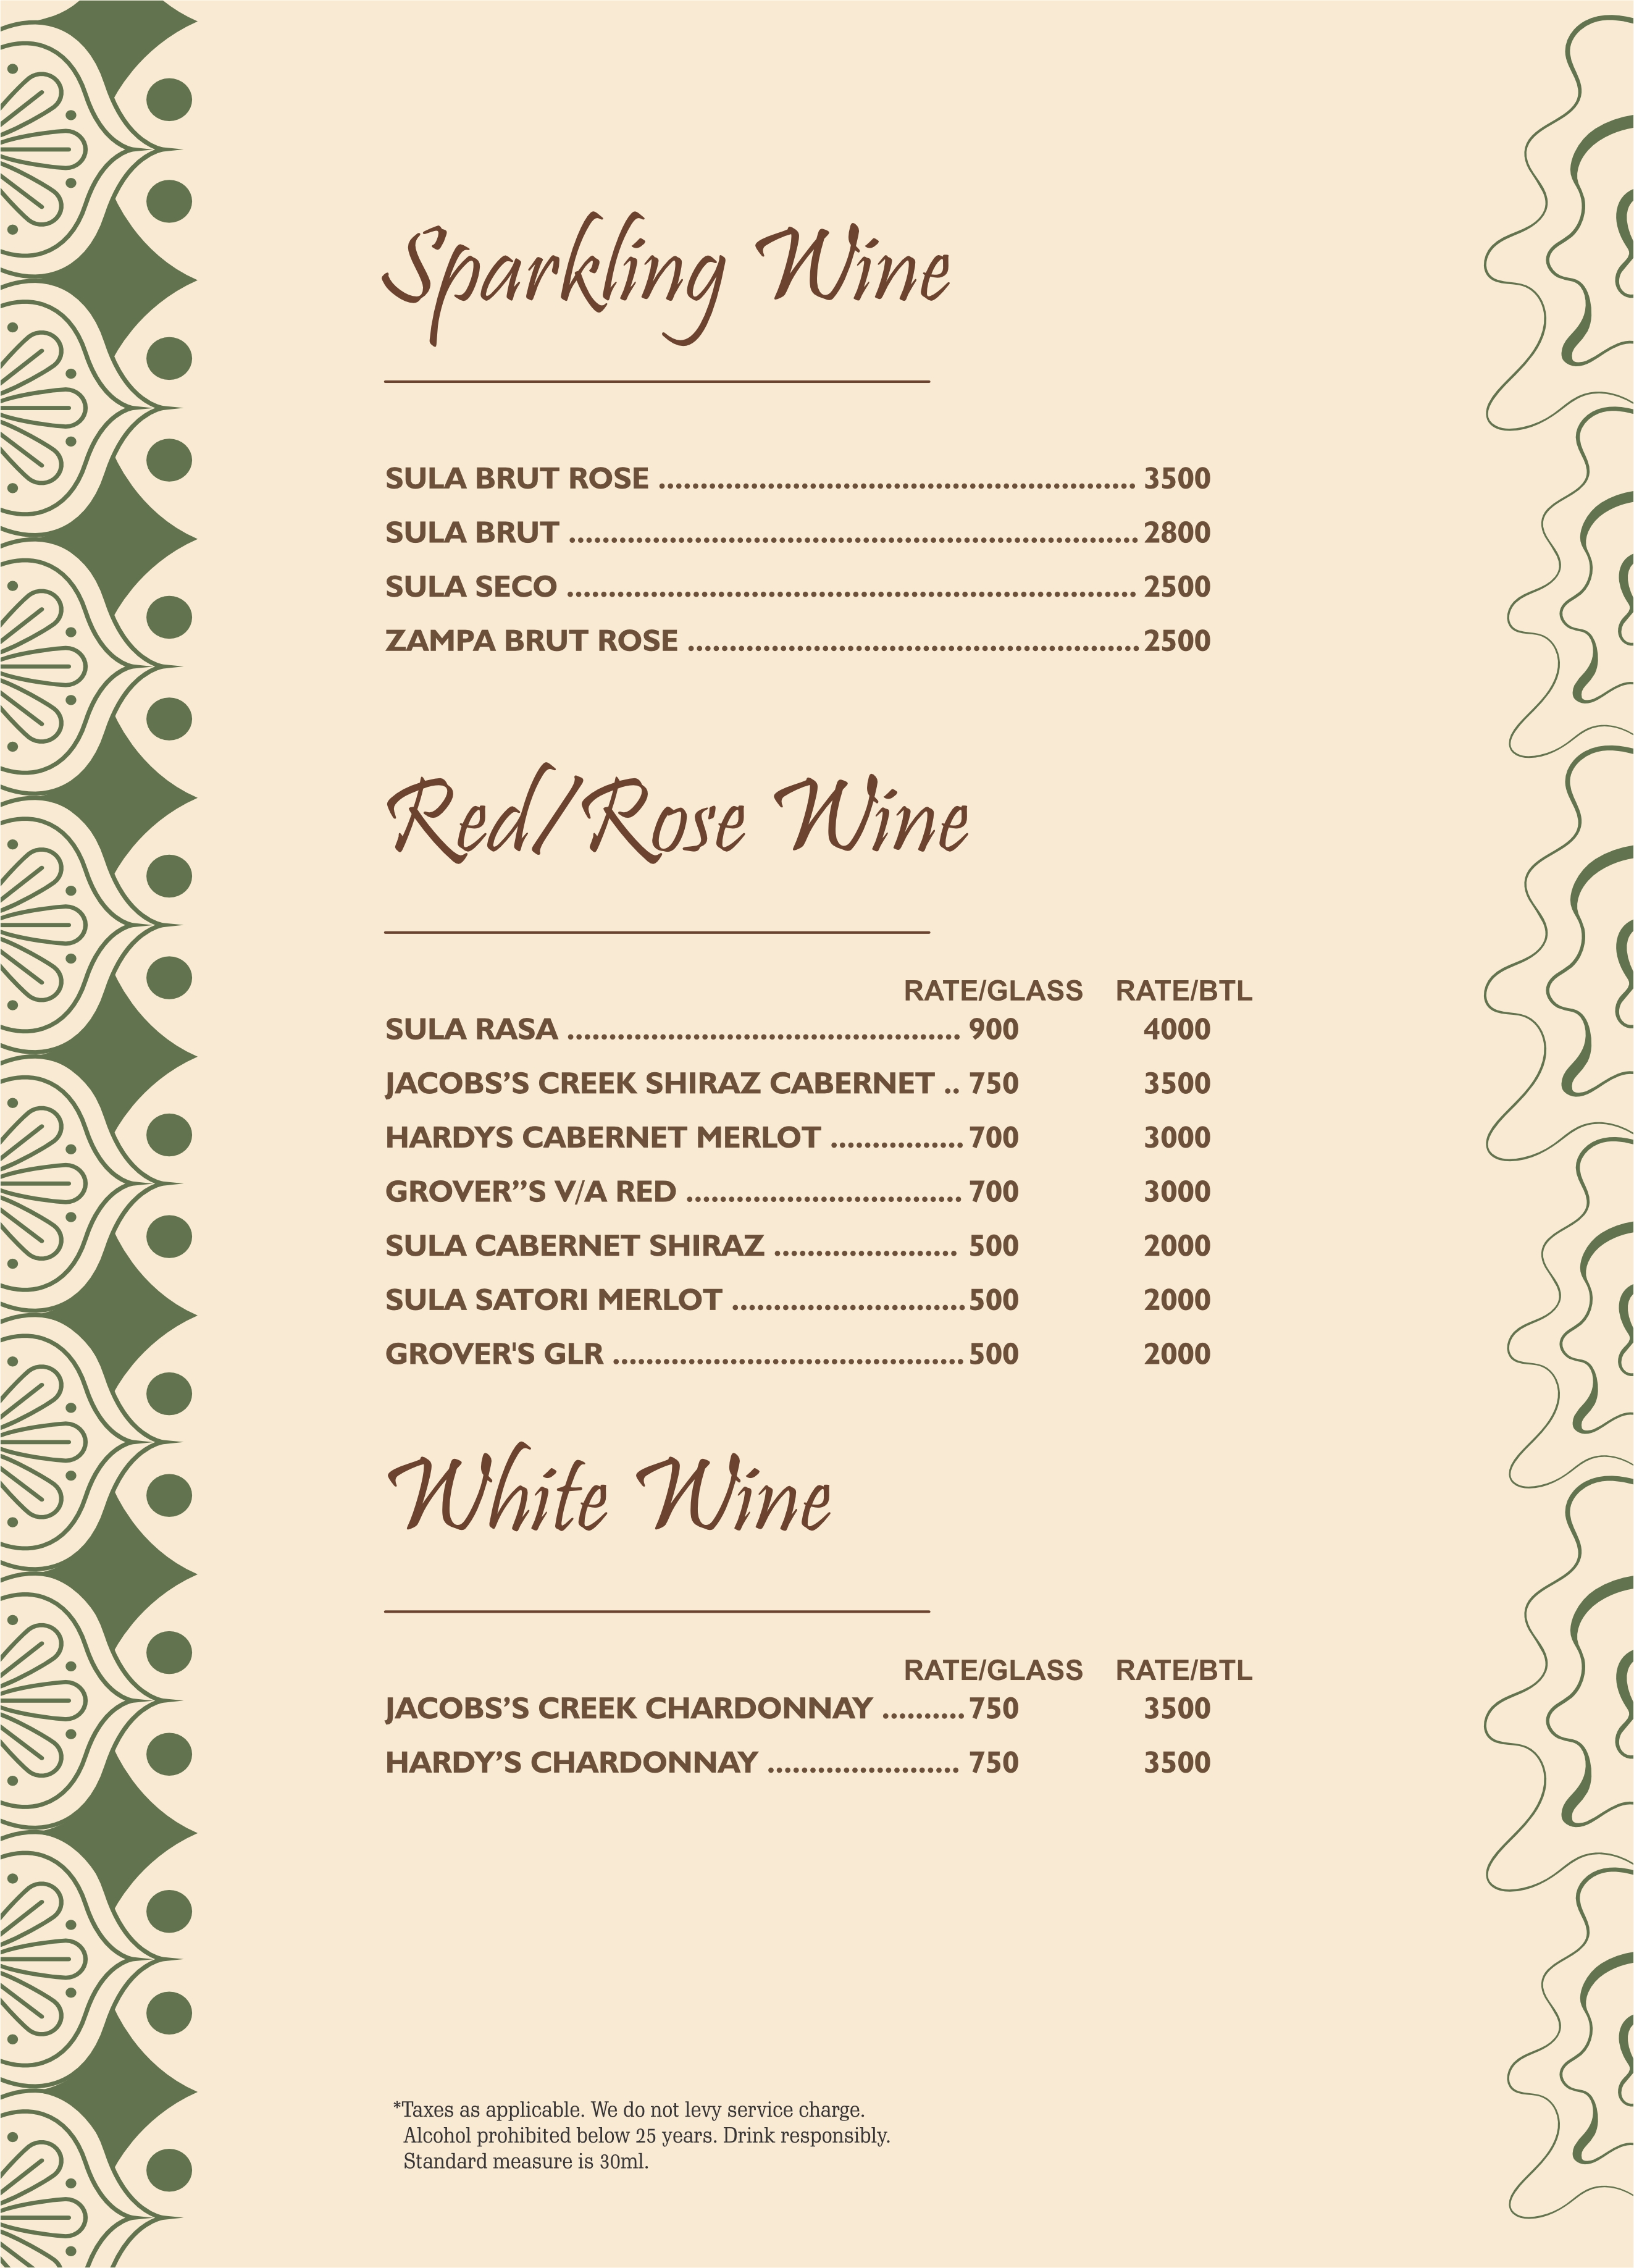 Sparkling Wine
SULA BRUT ROSE ........................................................ 3500
SULA BRUT ................................................................... 2800
SULA SECO ................................................................... 2500
ZAMPA BRUT ROSE ..................................................... 2500
Red/Rose Wine
RATE/GLASS RATE/BTL
SULA RASA .............................................. 900 4000
JACOBS’S CREEK SHIRAZ CABERNET .. 750 3500
HARDYS CABERNET MERLOT ................ 700 3000
GROVER”S V/A RED ................................. 700 3000
SULA CABERNET SHIRAZ ...................... 500 2000
SULA SATORI MERLOT ............................ 500 2000
GROVER'S GLR .......................................... 500 2000
White Wine
RATE/GLASS RATE/BTL
JACOBS’S CREEK CHARDONNAY .......... 750 3500
HARDY’S CHARDONNAY ....................... 750 3500
*Taxes as applicable. We do not levy service charge.
Alcohol prohibited below 25 years. Drink responsibly.
Standard measure is 30ml.